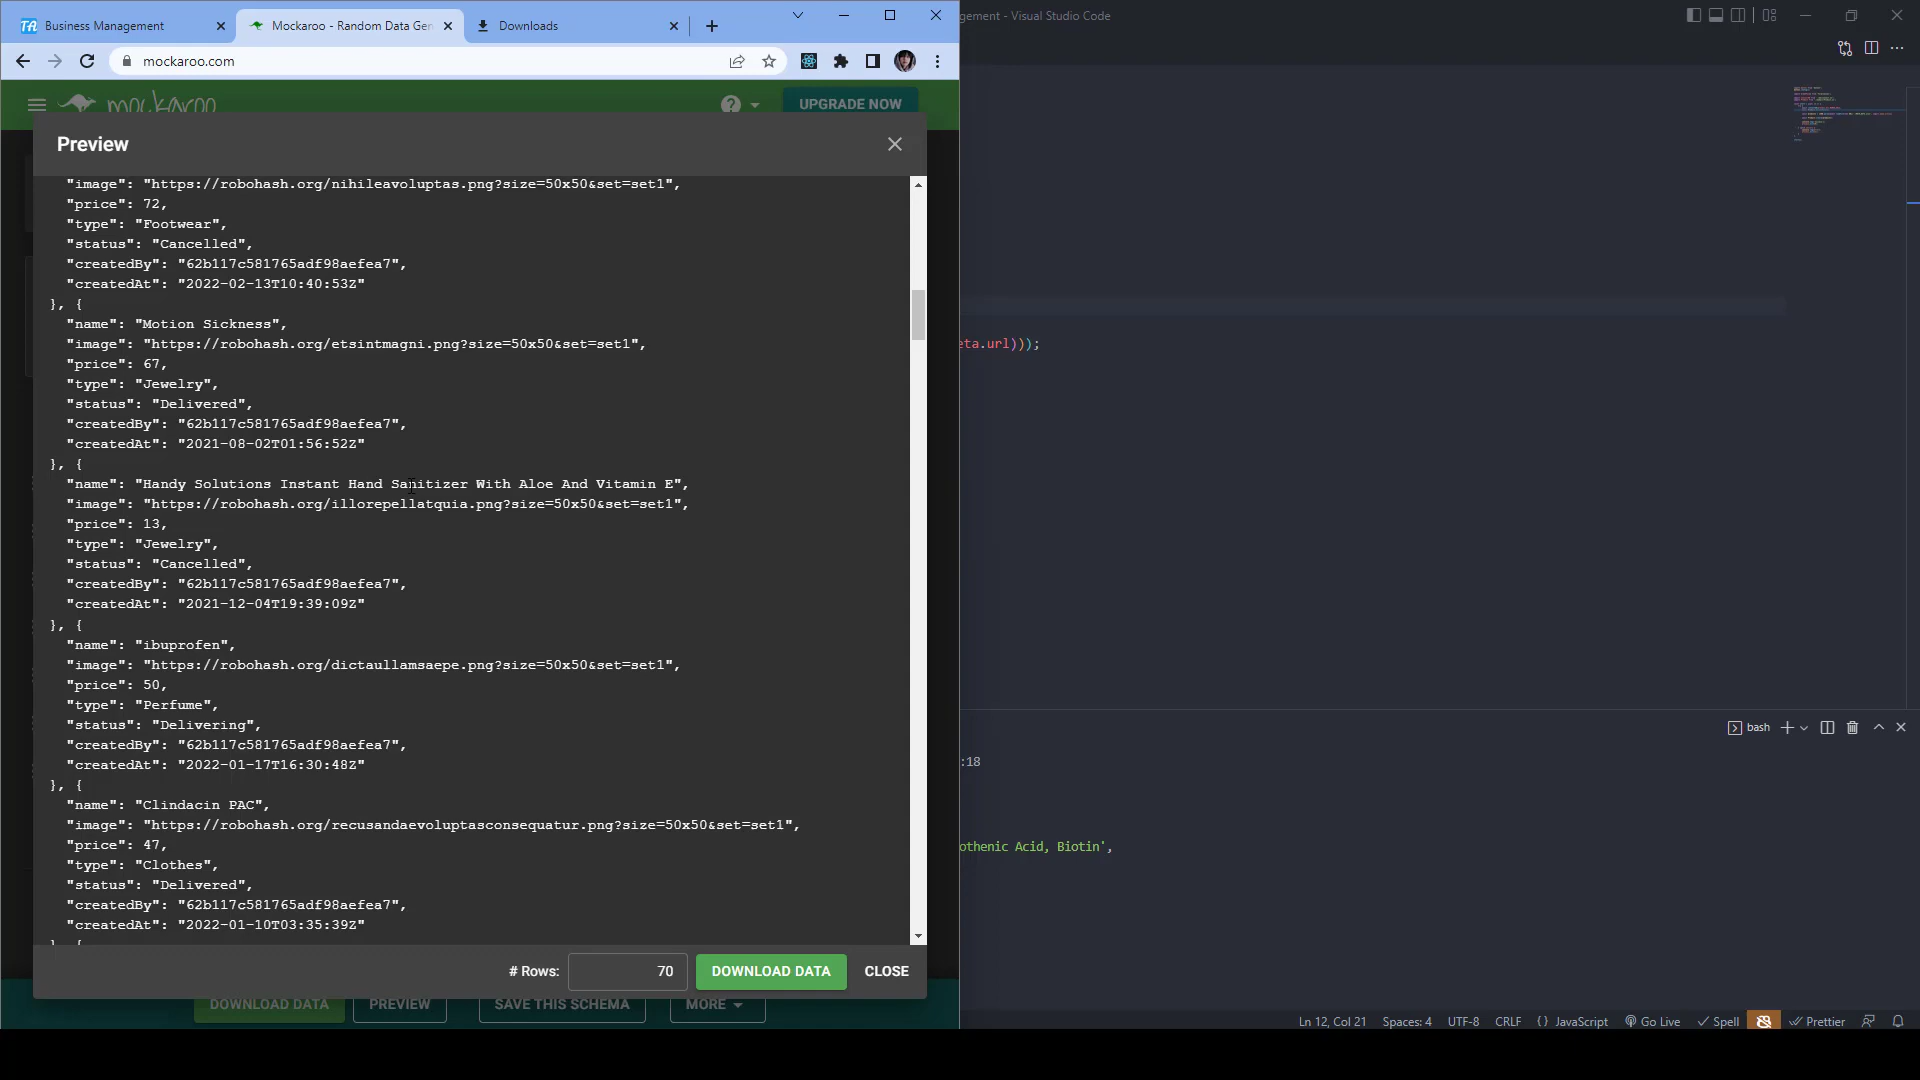 Business Management
Mockaroo - Random Data Gen
Downloads
gement - Visual Studio Code
mockaroo.com
mockaroo
UPGRADE NOW
Preview
"image": "https://robohash.org/nihileavoluptas.png?size=50x50&set=set1",
"price": 72,
"type": "Footwear",
"status": "Cancelled",
"createdBy": "62b117c581765adf98aefea7",
"createdAt": "2022-02-13T10:40:53Z"
}, {
"name": "Motion Sickness",
"image": "https://robohash.org/etsintmagni.png?size=50x50&set=set1",
"price": 67,
"type": "Jewelry",
"status": "Delivered",
"createdBy": "62b117c581765adf98aefea7",
"createdAt": "2021-08-02T01:56:52Z"
}, {
"name": "Handy Solutions Instant Hand Sanitizer With Aloe And Vitamin E",
"image": "https://robohash.org/illorepellatquia.png?size=50x50&set=set1",
"price": 13,
"type": "Jewelry",
"status": "Cancelled",
"createdBy": "62b117c581765adf98aefea7",
"createdAt": "2021-12-04T19:39:09Z"
}, {
"name": "ibuprofen",
"image": "https://robohash.org/dictaullamsaepe.png?size=50x50&set=set1",
"price": 50,
"type": "Perfume",
"status": "Delivering",
"createdBy": "62b117c581765adf98aefea7",
"createdAt": "2022-01-17T16:30:48Z"
}, {
"name": "Clindacin PAC",
"image": "https://robohash.org/recusandaevoluptasconsequatur.png?size=50x50&set=set1",
"price": 47,
"type": "Clothes",
"status": "Delivered",
"createdBy": "62b117c581765adf98aefea7",
"createdAt": "2022-01-10T03:35:39Z"
}, {
# Rows: 70 DOWNLOAD DATA CLOSE
DOWNLOAD DATA PREVIEW SAVE THIS SCHEMA MORE
eta.url)));
bash
:18
othenic Acid, Biotin',
Ln 12, Col 21 Spaces: 4 UTF-8 CRLF {} JavaScript Go Live Spell Prettier